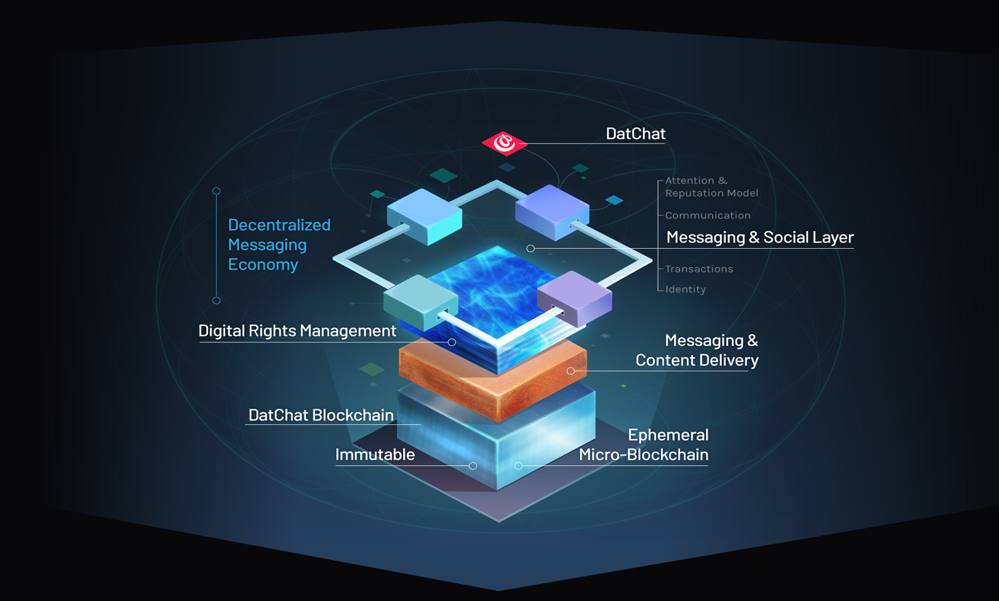 DatChat
Attention &
Reputation Model
Communication
Messaging & Social Layer
Transactions
Identity
Decentralized
Messaging
Economy
Digital Rights Management
Messaging &
Content Delivery
DatChat Blockchain
Immutable
Ephemeral
Micro-Blockchain